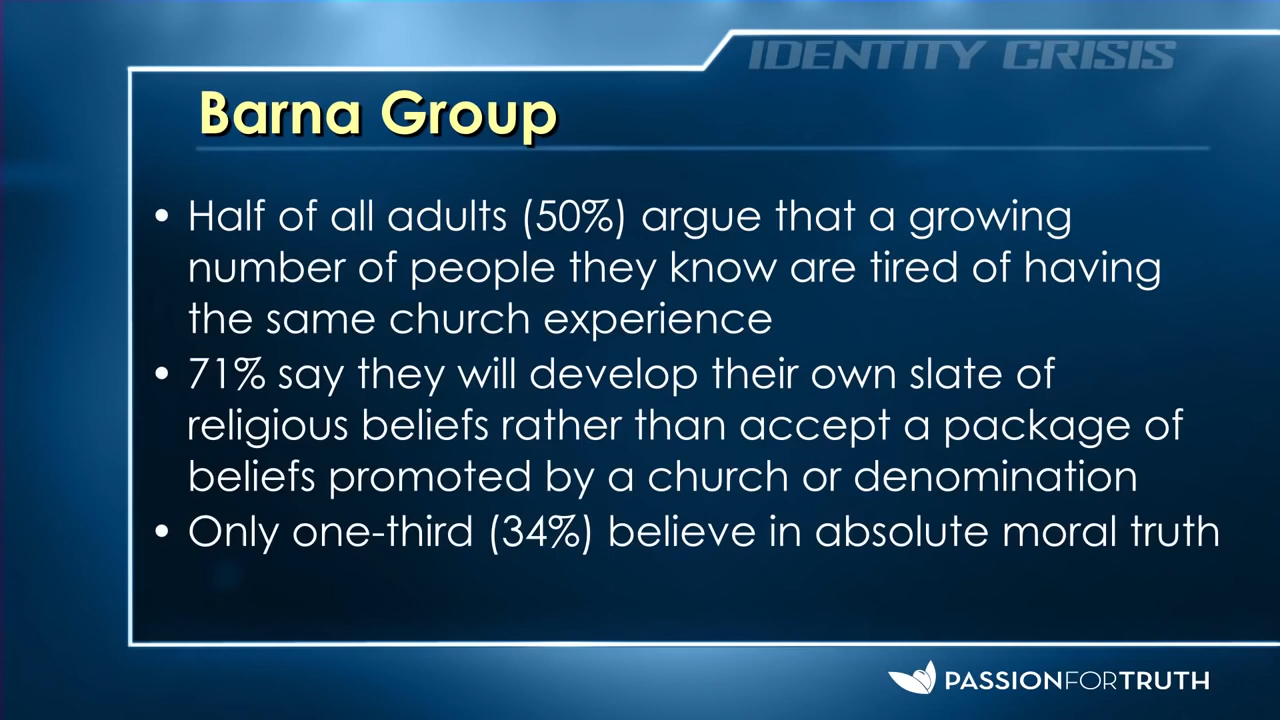 IDENTITY CRISIS
Barna Group
• Half of all adults (50%) argue that a growing
number of people they know are tired of having
the same church experience
• 71% say they will develop their own slate of
religious beliefs rather than accept a package of
beliefs promoted by a church or denomination
• Only one-third (34%) believe in absolute moral truth
PASSIONFORTRUTH